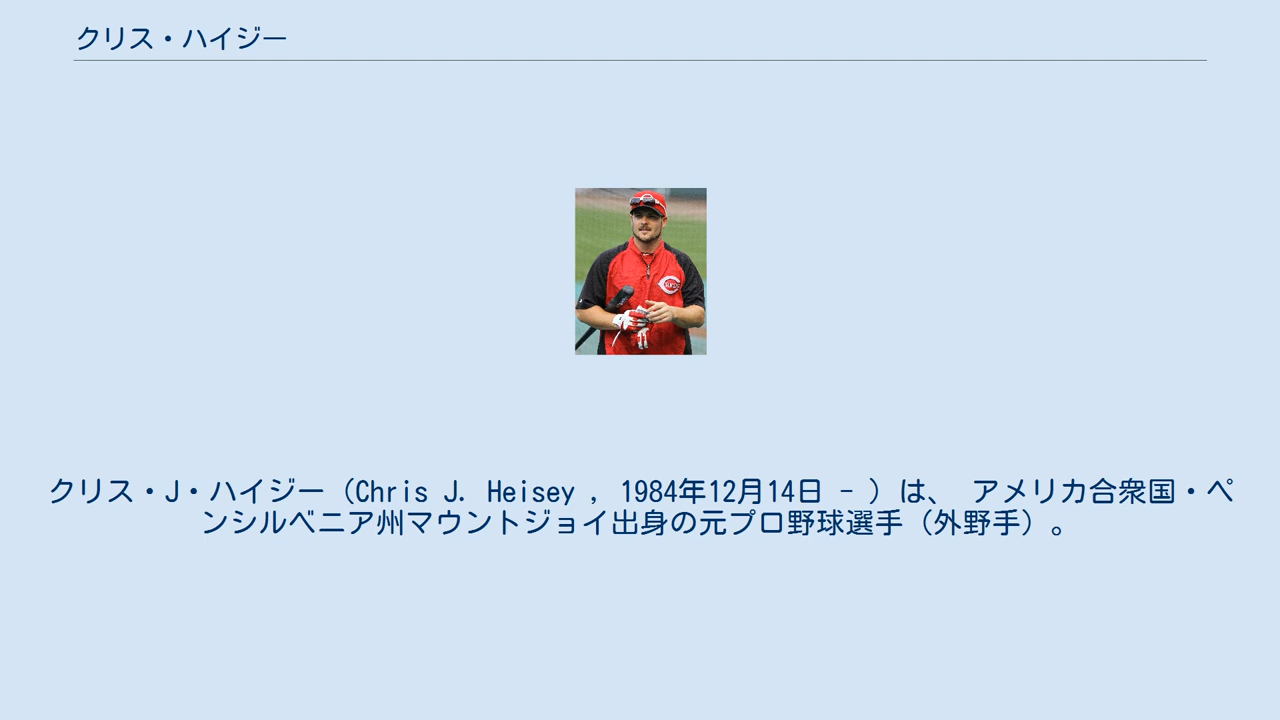 クリス・ハイジー
クリス・J・ハイジー（Chris J. Heisey , 1984年12月14日 - ）は、 アメリカ合衆国・ペ
ンシルベニア州マウントジョイ出身の元プロ野球選手（外野手）。